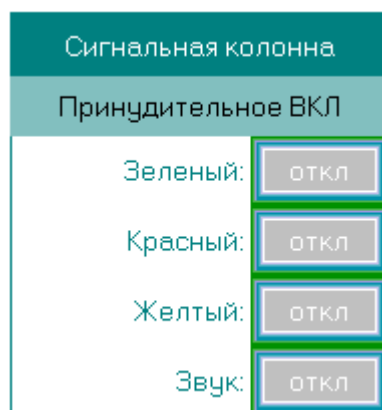 Сигнальная колонна
Принудительное ВКЛ
Зеленый: откл
Красный: откл
Желтый: откл
Звук: откл